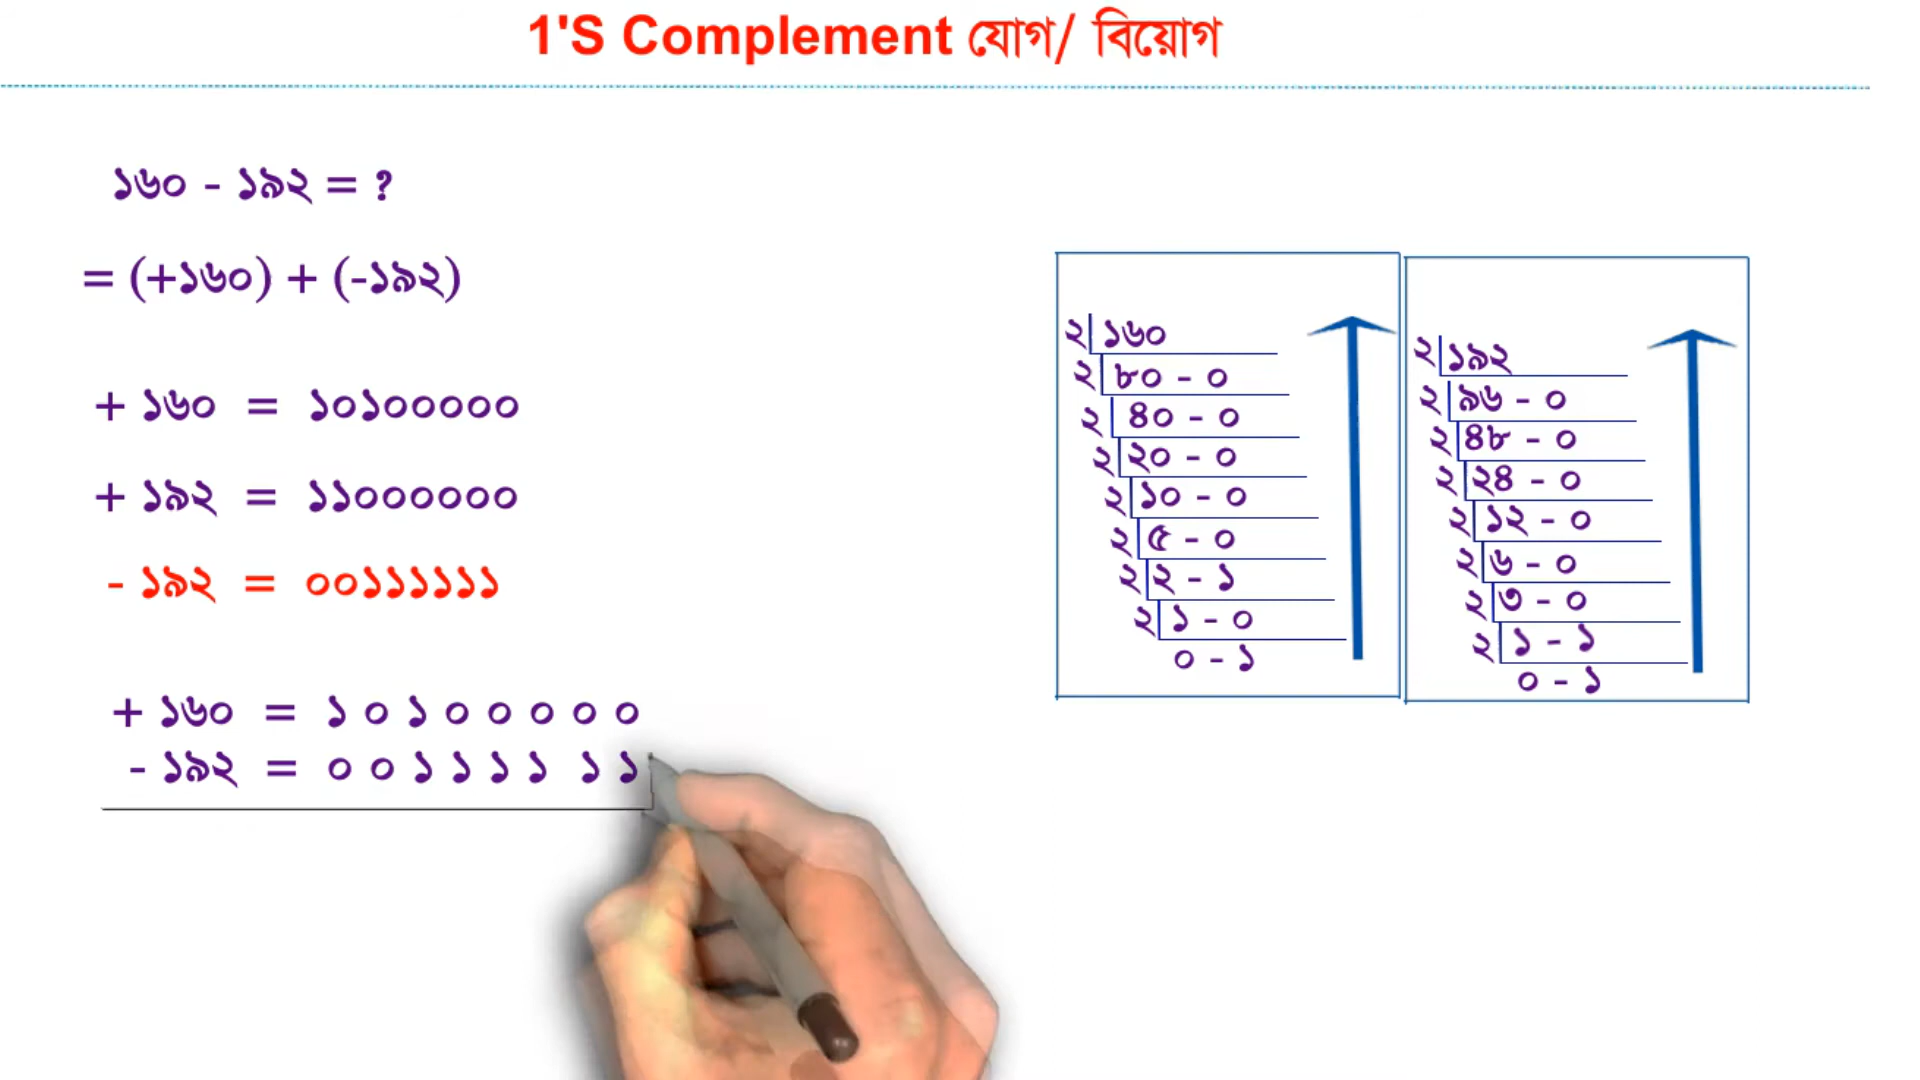 1'S Complement যোগ/ বিয়োগ
১৬০ - ১৯২ = ?
= (+১৬০) + (-১৯২)
+ ১৬০ = ১০১০০০০০
+ ১৯২ = ১১০০০০০০
- ১৯২ = ০০১১১১১১
+ ১৬০ = ১ ০ ১ ০ ০ ০ ০ ০
- ১৯২ = ০ ০ ১ ১ ১ ১ ১ ১
২ ১৬০
২ ৮০ - ০
২ ৪০ - ০
২ ২০ - ০
২ ১০ - ০
২ ৫ - ০
২ ২ - ১
২ ১ - ০
০ - ১
২ ১৯২
২ ৯৬ - ০
২ ৪৮ - ০
২ ২৪ - ০
২ ১২ - ০
২ ৬ - ০
২ ৩ - ০
২ ১ - ১
০ - ১